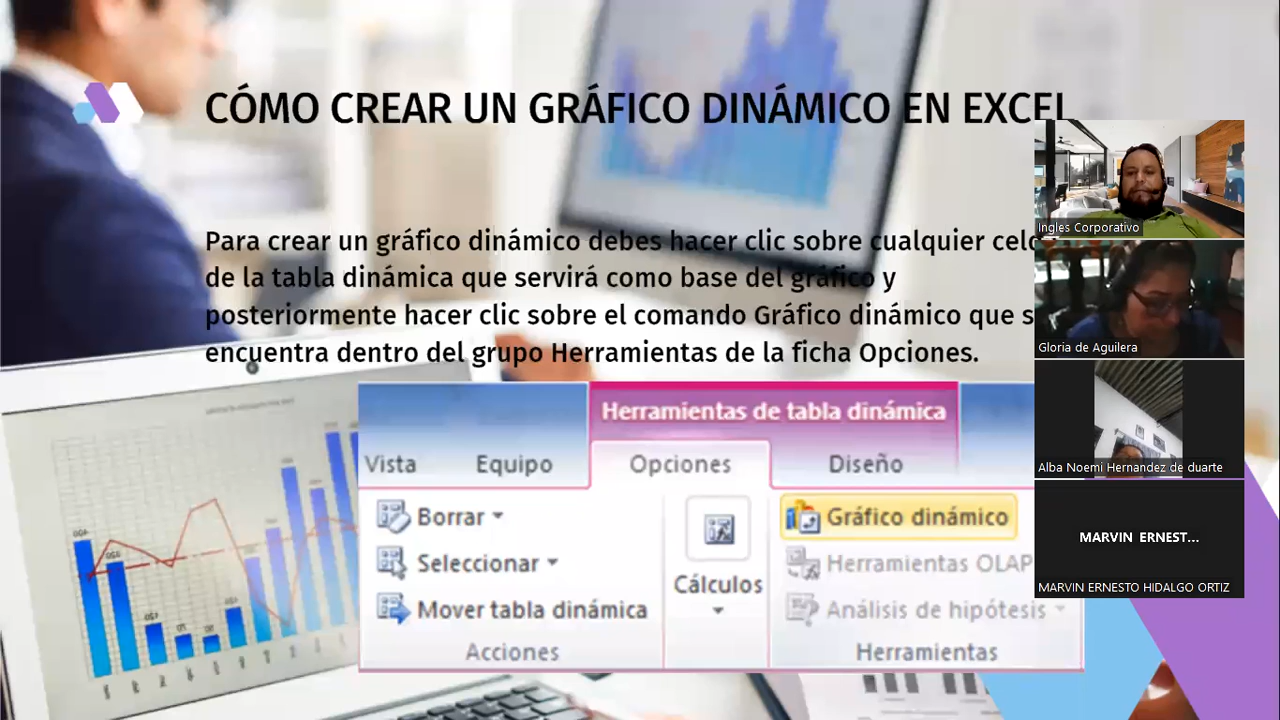 CÓMO CREAR UN GRÁFICO DINÁMICO EN EXCEL
Para crear un gráfico dinámico debes hacer clic sobre cualquier celd
de la tabla dinámica que servirá como base del gráfico y
posteriormente hacer clic sobre el comando Gráfico dinámico que s
encuentra dentro del grupo Herramientas de la ficha Opciones.
Herramientas de tabla dinámica
Vista Equipo Opciones Diseño
Borrar
Seleccionar
Mover tabla dinámica
Acciones
Cálculos
Gráfico dinámico
Herramientas OLAP
Análisis de hipótesis
Herramientas
Ingles Corporativo
Gloria de Aguilera
Alba Noemi Hernandez de duarte
MARVIN ERNEST...
MARVIN ERNESTO HIDALGO ORTIZ